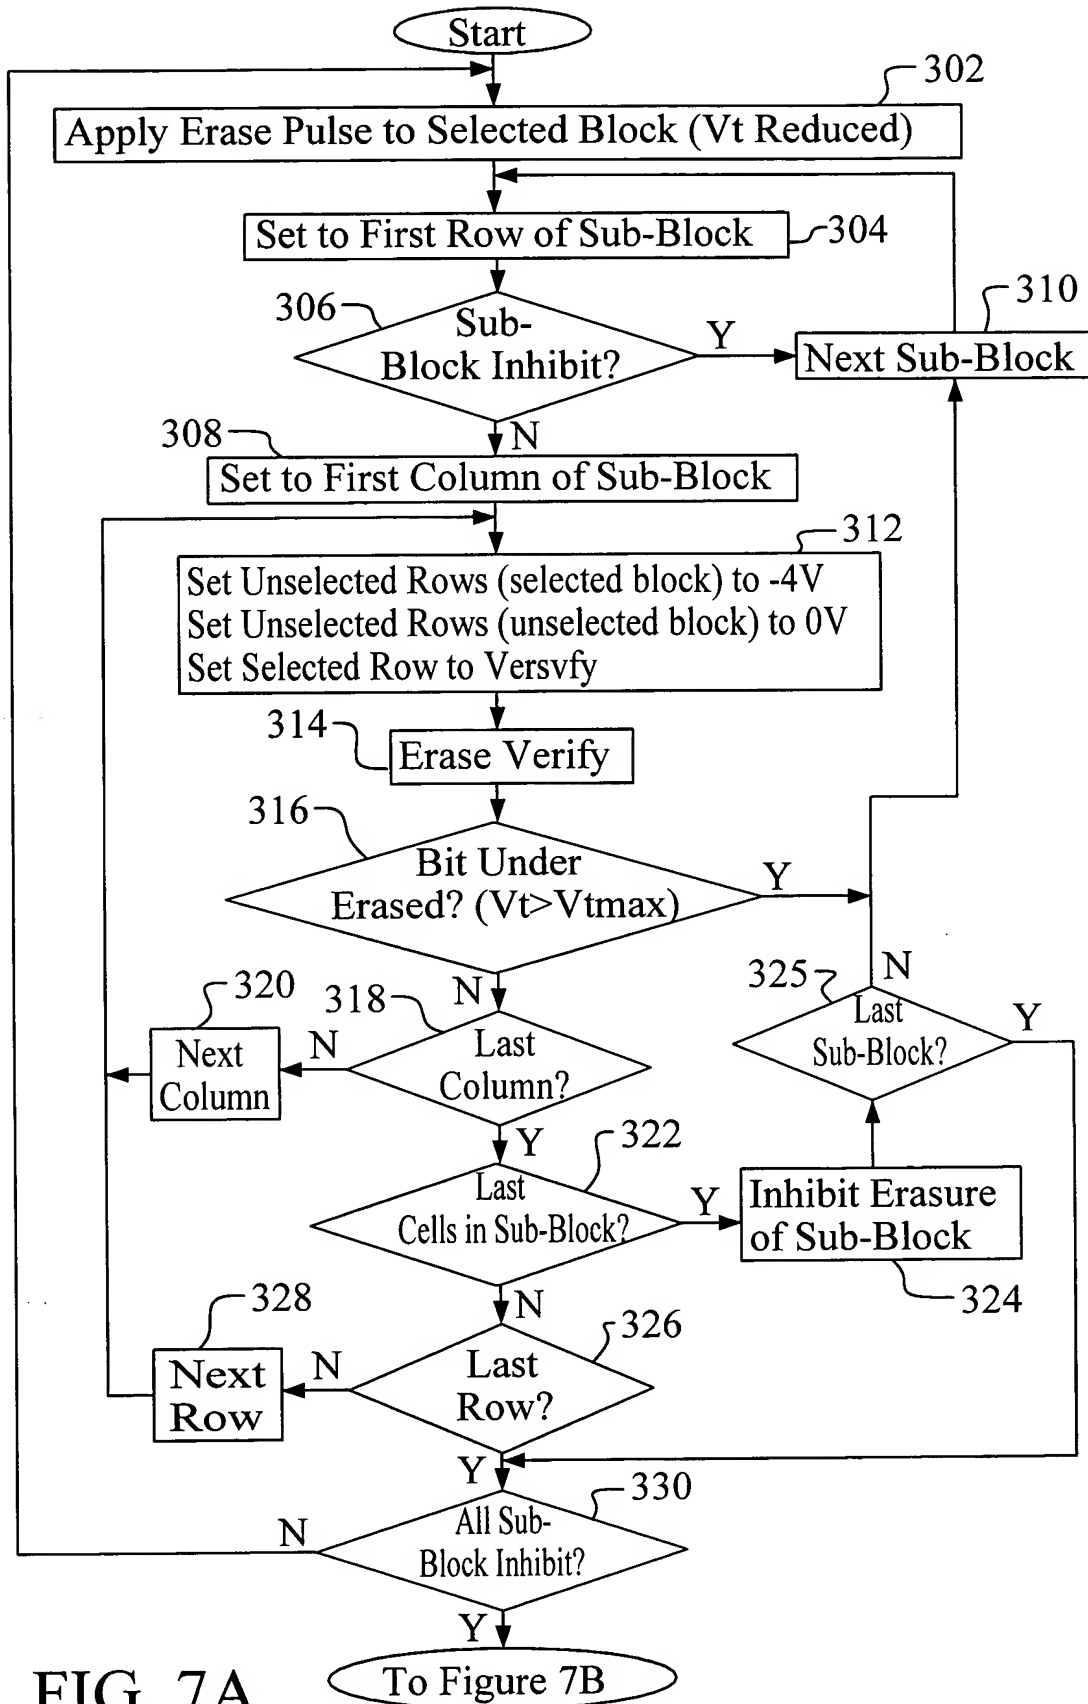 Start
302
Apply Erase Pulse to Selected Block (Vt Reduced)
Set to First Row of Sub-Block
304
306
Sub-
Block Inhibit?
Y
310
Next Sub-Block
N
308
Set to First Column of Sub-Block
312
Set Unselected Rows (selected block) to -4V
Set Unselected Rows (unselected block) to 0V
Set Selected Row to Versvfy
314
Erase Verify
316
Bit Under
Erased? (Vt>Vtmax)
Y
N
320
Next
Column
N
318
Last
Column?
325
N
Last
Sub-Block?
Y
Y
322
Last
Cells in Sub-Block?
Y
Inhibit Erasure
of Sub-Block
324
N
328
Next
Row
N
326
Last
Row?
Y
330
All Sub-
Block Inhibit?
N
Y
To Figure 7B
FIG. 7A